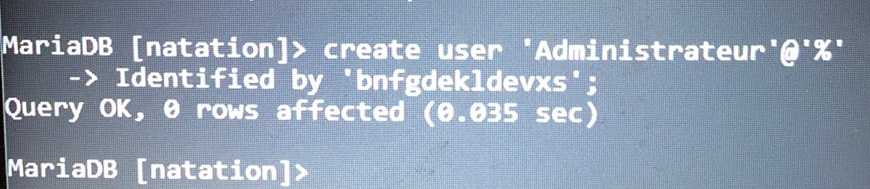 MariaDB [natation]> create user 'Administrateur'@'%'
-> Identified by 'bnfgdekldevxs';
Query OK, 0 rows affected (0.035 sec)
MariaDB [natation]>